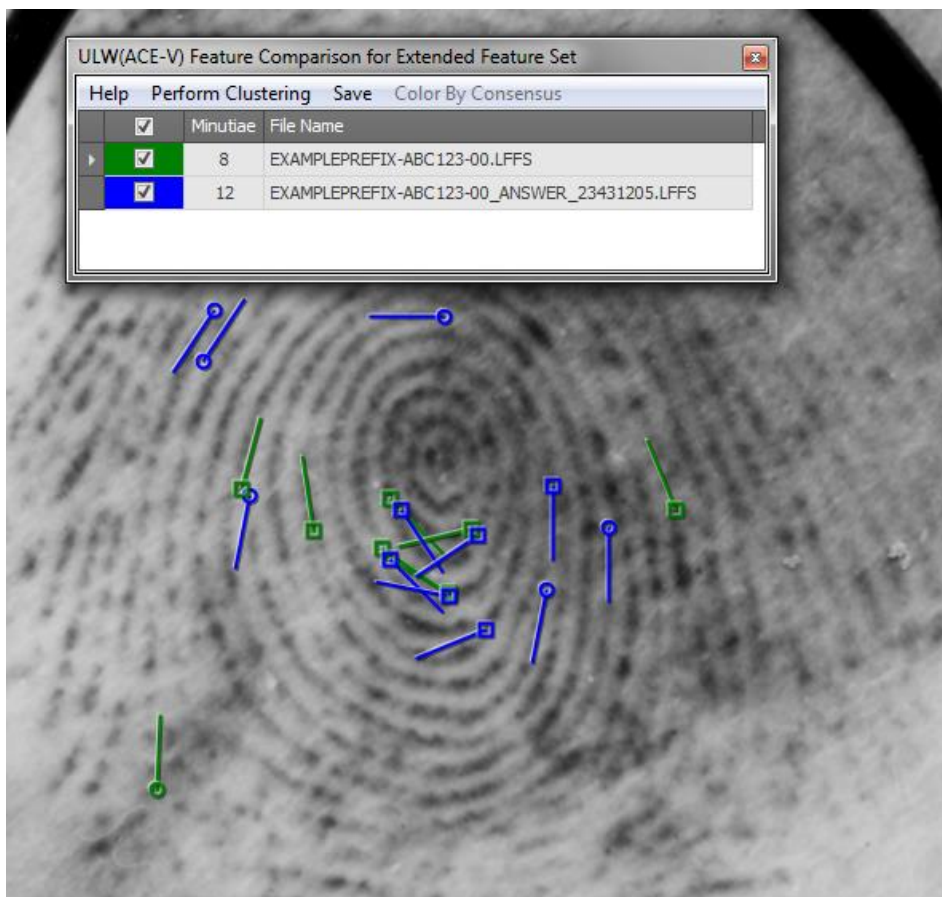 ULW(ACE-V) Feature Comparison for Extended Feature Set
Help Perform Clustering Save Color By Consensus
Minutiae File Name
8 EXAMPLEPREFIX-ABC123-00.LFFS
12 EXAMPLEPREFIX-ABC123-00_ANSWER_23431205.LFFS